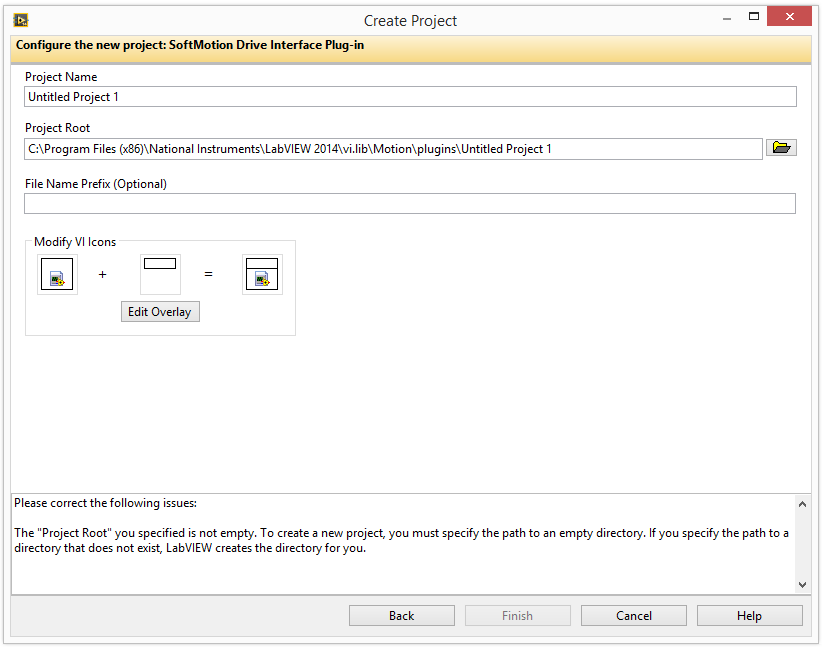 Create Project
Configure the new project: SoftMotion Drive Interface Plug-in
Project Name
Untitled Project 1
Project Root
C:\Program Files (x86)\National Instruments\LabVIEW 2014\vi.lib\Motion\plugins\Untitled Project 1
File Name Prefix (Optional)
Modify VI Icons
+ =
Edit Overlay
Please correct the following issues:
The "Project Root" you specified is not empty. To create a new project, you must specify the path to an empty directory. If you specify the path to a
directory that does not exist, LabVIEW creates the directory for you.
Back Finish Cancel Help